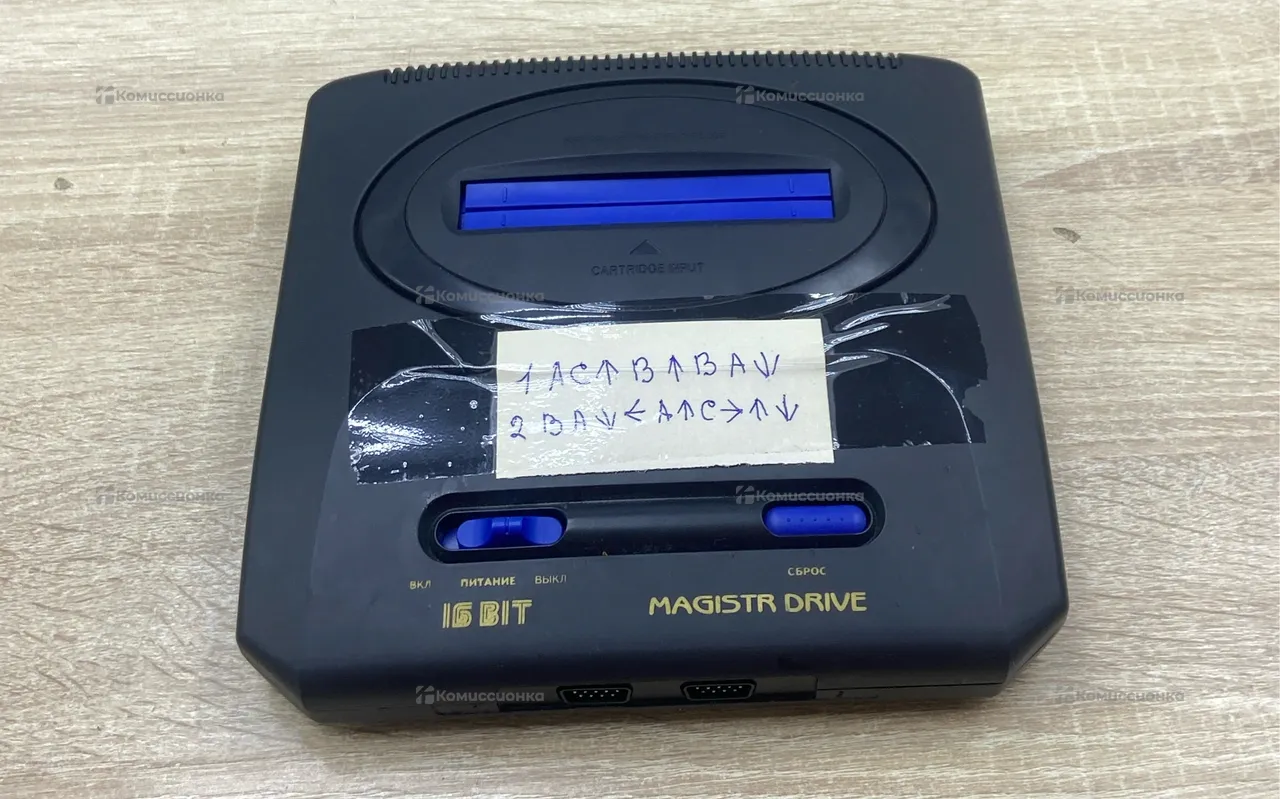 Комиссионка
Комиссионка
CARTRIDGE INPUT
Комиссионка
Комиссионка
1 A C ↑ B ↑ B A ↓
2 B A ↓ ← A ↑ C → ↑ ↓
Комиссионка
Комиссионка
ВКЛ ПИТАНИЕ ВЫКЛ
СБРОС
16 BIT
MAGISTR DRIVE
Комиссионка
Комиссионка